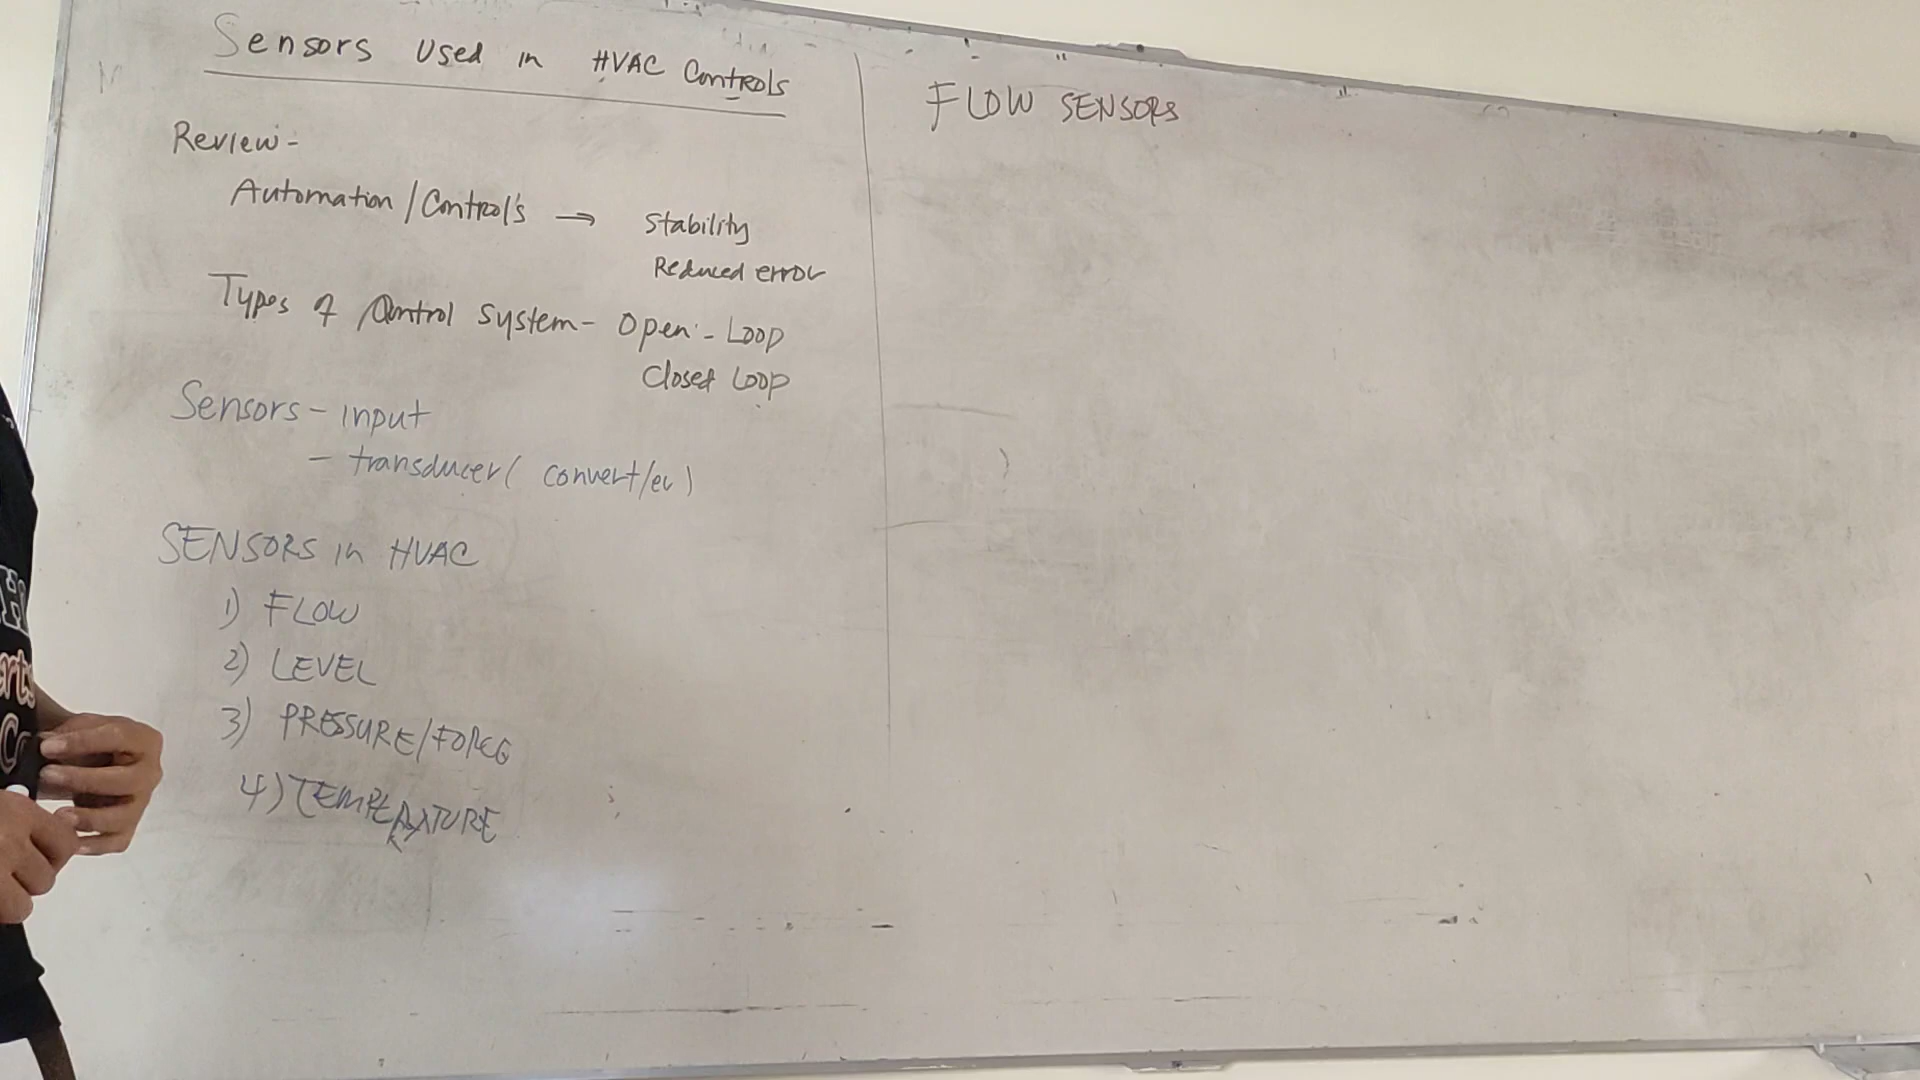 Sensors Used in HVAC Controls
Review -
Automation / Control's → Stability
Reduced error
Types of Control System - Open - Loop
Closed Loop
Sensors - input
- transducer ( convert/er )
SENSORS in HVAC
1) FLOW
2) LEVEL
3) PRESSURE/FORCE
4) TEMPERATURE
FLOW SENSORS